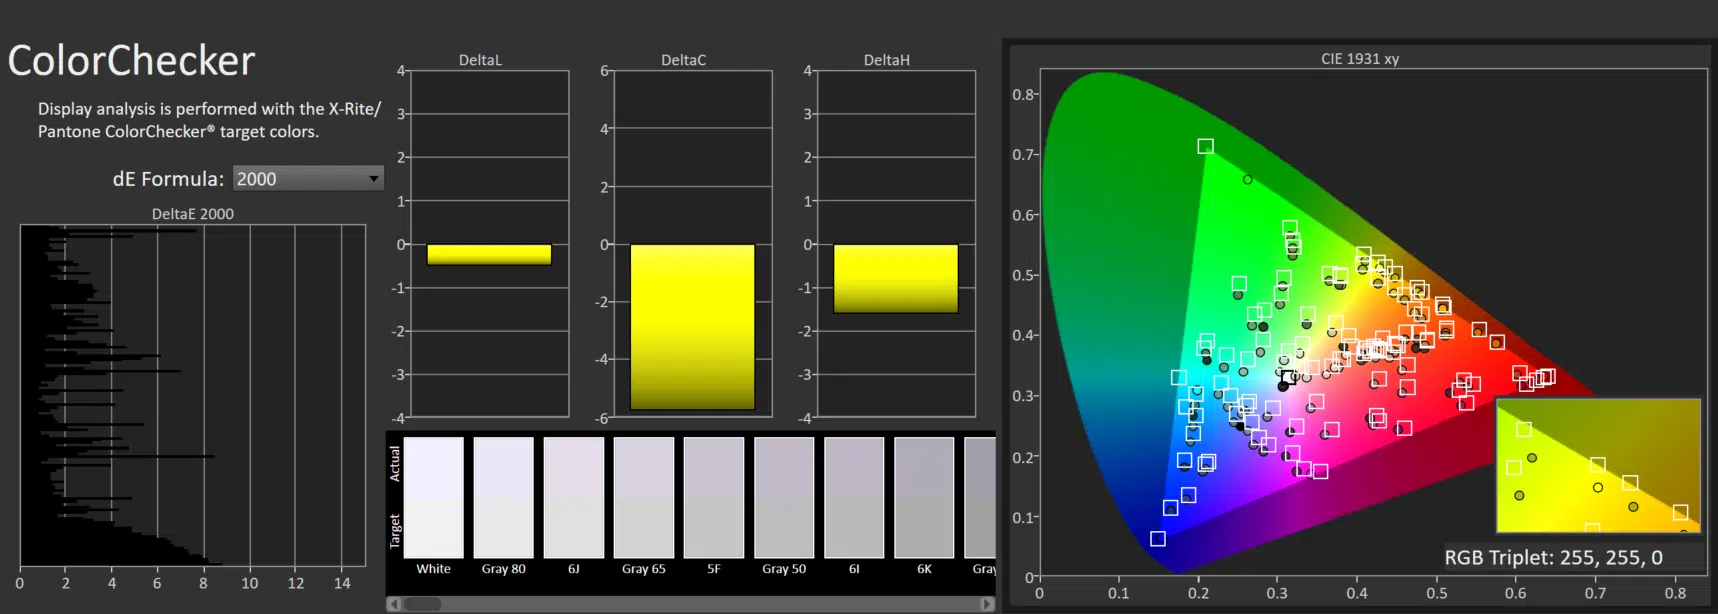 ColorChecker
Display analysis is performed with the X-Rite/
Pantone ColorChecker® target colors.
dE Formula: 2000
DeltaE 2000
0 2 4 6 8 10 12 14
DeltaL
4
3
2
1
0
-1
-2
-3
-4
DeltaC
6
4
2
0
-2
-4
-6
DeltaH
4
3
2
1
0
-1
-2
-3
-4
Actual
Target
White Gray 80 6J Gray 65 5F Gray 50 6I 6K Gray
CIE 1931 xy
0.8
0.7
0.6
0.5
0.4
0.3
0.2
0.1
0
0 0.1 0.2 0.3 0.4 0.5 0.6 0.7 0.8
RGB Triplet: 255, 255, 0